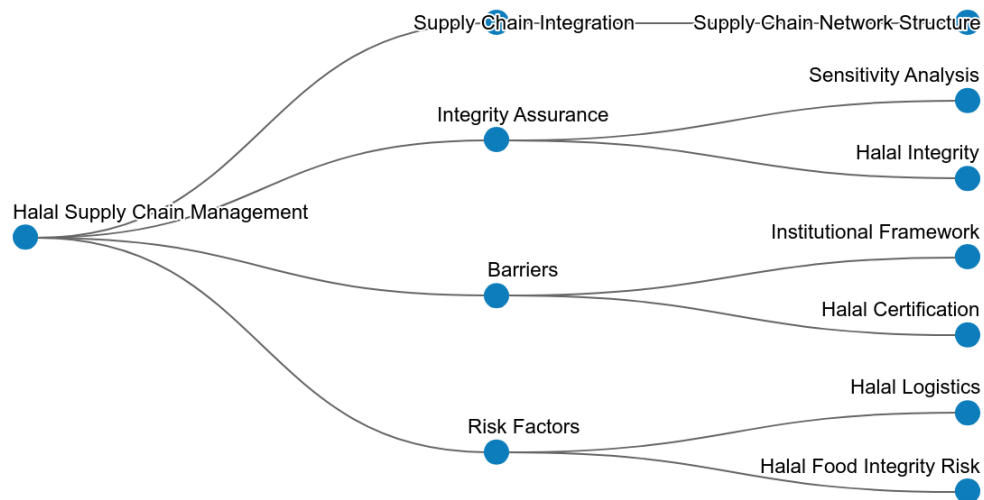 Supply Chain Integration
Supply Chain Network Structure
Sensitivity Analysis
Integrity Assurance
Halal Integrity
Halal Supply Chain Management
Institutional Framework
Barriers
Halal Certification
Halal Logistics
Risk Factors
Halal Food Integrity Risk